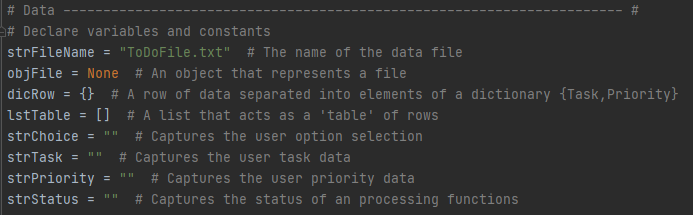 # Data ---------------------------------------------------------------------- #
# Declare variables and constants
strFileName = "ToDoFile.txt"  # The name of the data file
objFile = None  # An object that represents a file
dicRow = {}  # A row of data separated into elements of a dictionary {Task,Priority}
lstTable = []  # A list that acts as a 'table' of rows
strChoice = ""  # Captures the user option selection
strTask = ""  # Captures the user task data
strPriority = ""  # Captures the user priority data
strStatus = ""  # Captures the status of an processing functions